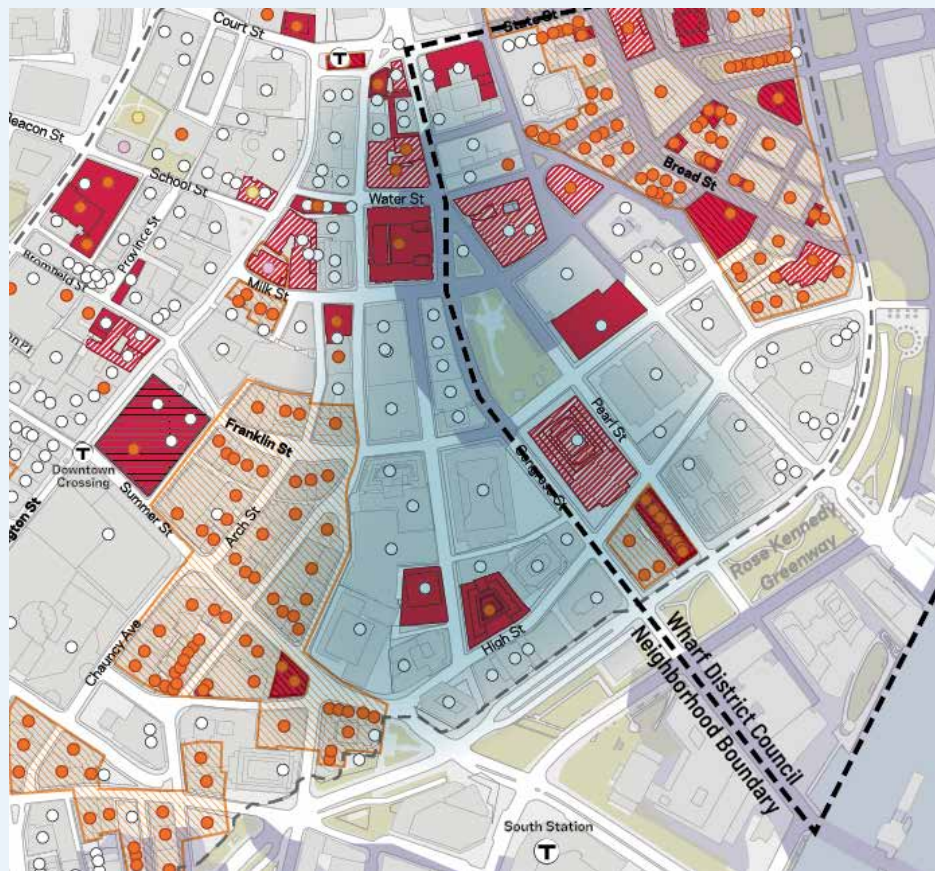 Court St
State St
T
Beacon St
School St
Broad St
Water St
Province St
Bromfield St
Milk St
Franklin St
Pearl St
Congress St
T
Downtown
Crossing
Summer St
Arch St
Rose Kennedy
Greenway
High St
Chauncy Ave
Wharf District Council
Neighborhood Boundary
South Station
T